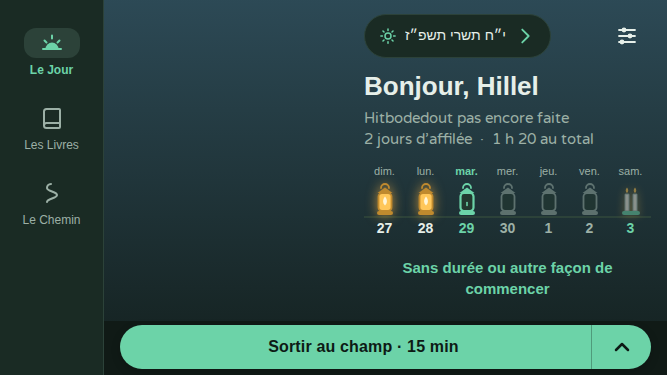 Le Jour
Les Livres
Le Chemin
י״ח תשרי תשפ״ז
Bonjour, Hillel
Hitbodedout pas encore faite
2 jours d'affilée · 1 h 20 au total
dim. lun. mar. mer. jeu. ven. sam.
27 28 29 30 1 2 3
Sans durée ou autre façon de
commencer
Sortir au champ · 15 min